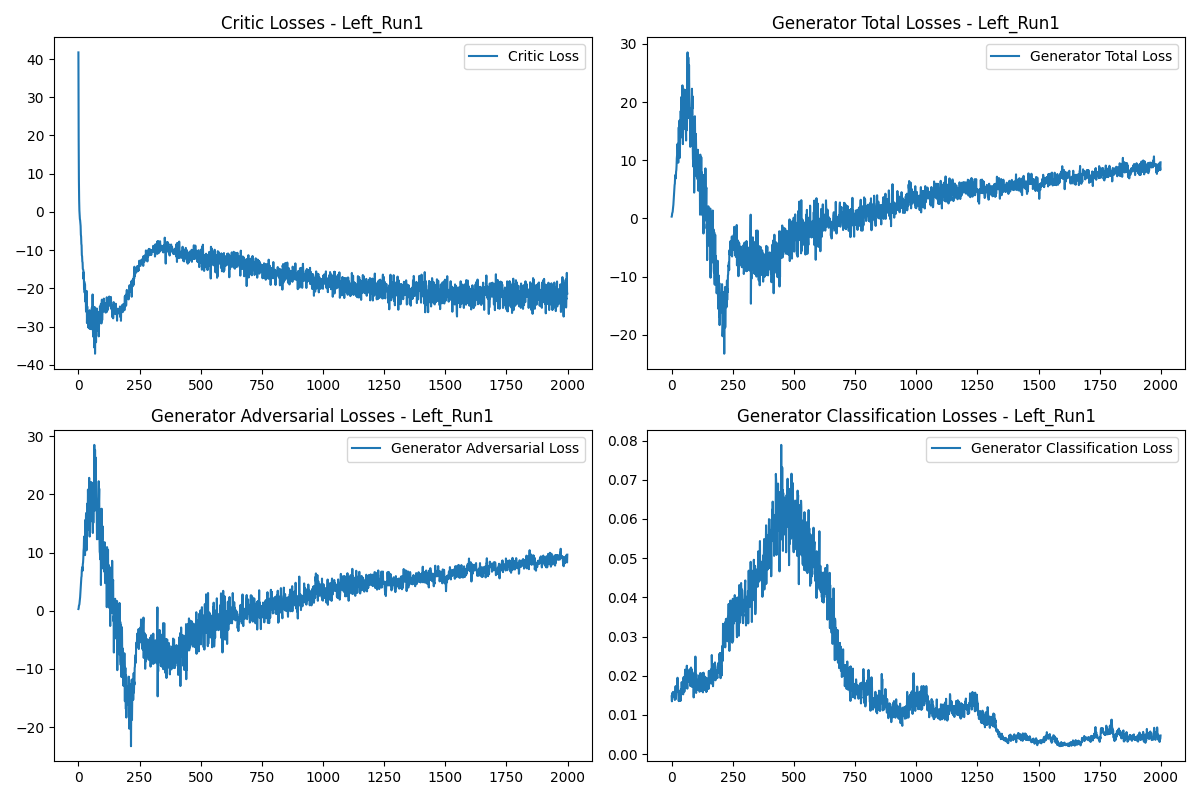 Critic Losses - Left_Run1
Critic Loss
40
30
20
10
0
−10
−20
−30
−40
0 250 500 750 1000 1250 1500 1750 2000
Generator Total Losses - Left_Run1
Generator Total Loss
30
20
10
0
−10
−20
0 250 500 750 1000 1250 1500 1750 2000
Generator Adversarial Losses - Left_Run1
Generator Adversarial Loss
30
20
10
0
−10
−20
0 250 500 750 1000 1250 1500 1750 2000
Generator Classification Losses - Left_Run1
Generator Classification Loss
0.08
0.07
0.06
0.05
0.04
0.03
0.02
0.01
0.00
0 250 500 750 1000 1250 1500 1750 2000